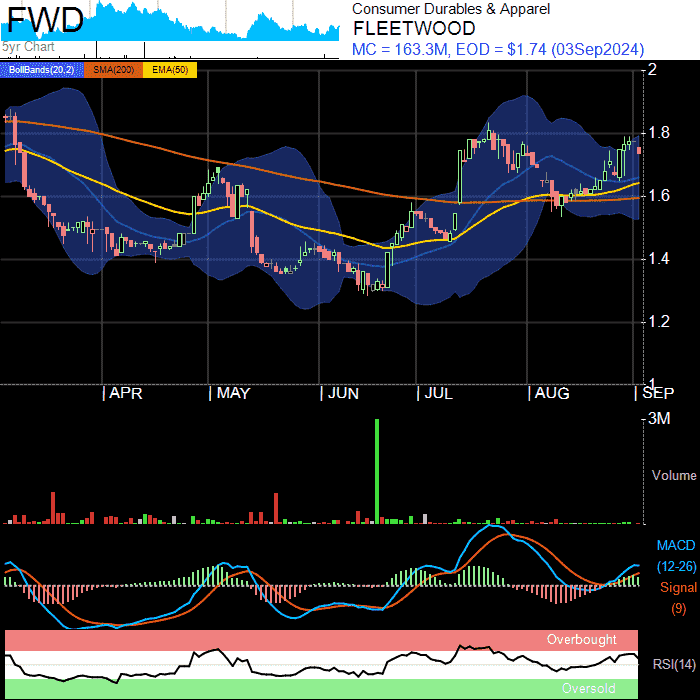 FWD
5yr Chart
Consumer Durables & Apparel
FLEETWOOD
MC = 163.3M, EOD = $1.74 (03Sep2024)
BollBands(20,2) SMA(200) EMA(50)
2
1.8
1.6
1.4
1.2
1
APR MAY JUN JUL AUG SEP
3M
Volume
MACD
(12-26)
Signal
(9)
Overbought
RSI(14)
Oversold